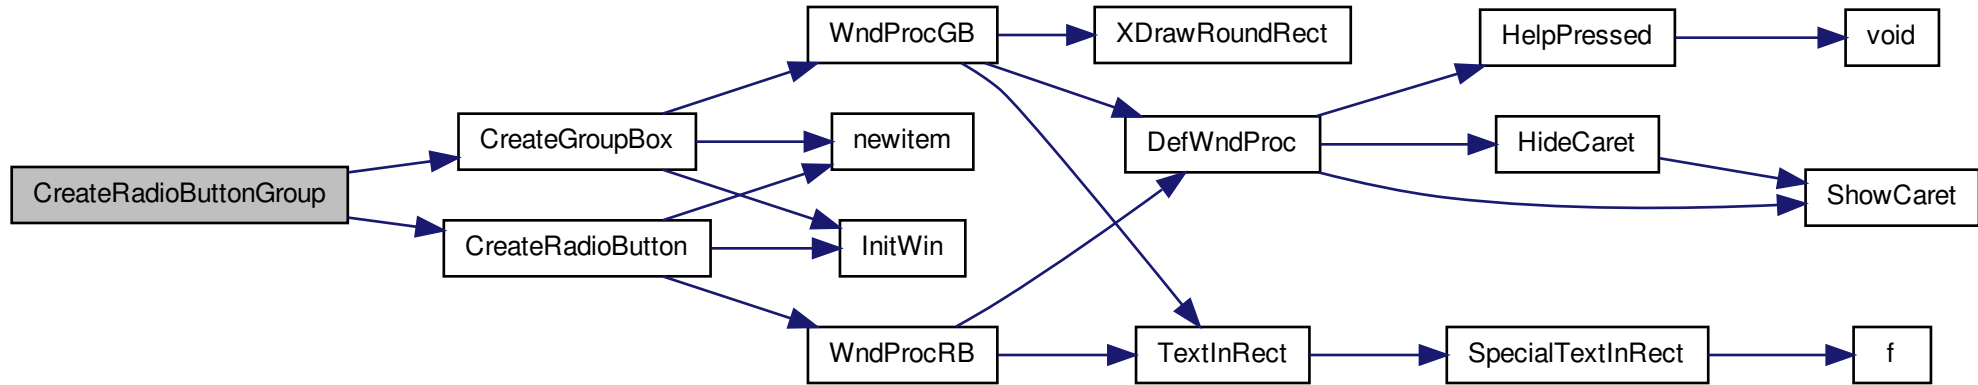 CreateRadioButtonGroup
CreateGroupBox
CreateRadioButton
WndProcGB
newitem
InitWin
WndProcRB
XDrawRoundRect
DefWndProc
TextInRect
HelpPressed
HideCaret
SpecialTextInRect
void
ShowCaret
f